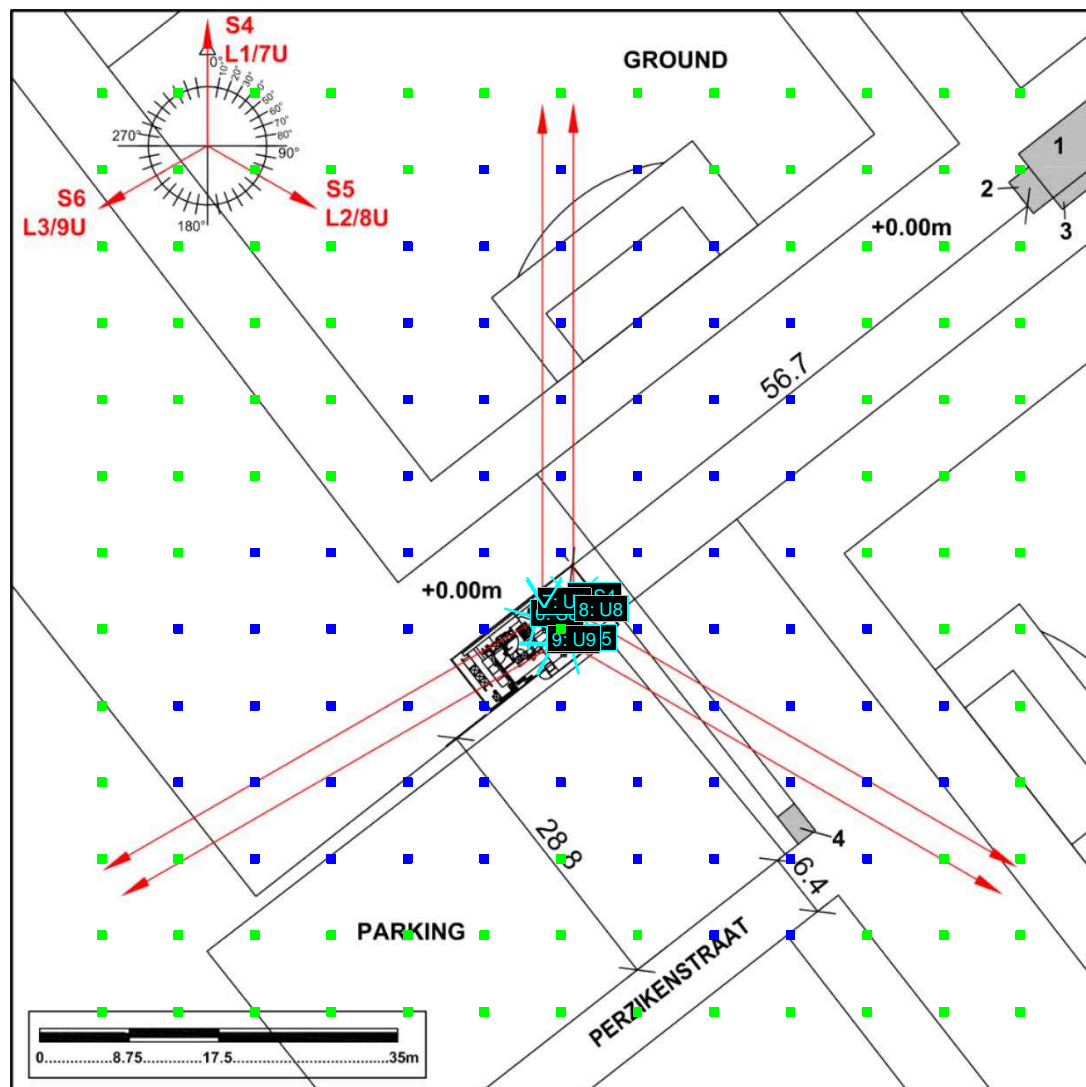 S4
L1/7U
0°
10°
20°
30°
50°
60°
70°
80°
90°
180°
270°
S6
L3/9U
S5
L2/8U
GROUND
1
2
3
+0.00m
56.7
+0.00m
8: U8
9: U9
28.8
4
6.4
PARKING
PERZIKENSTRAAT
0..............8.75.............17.5..........................35m